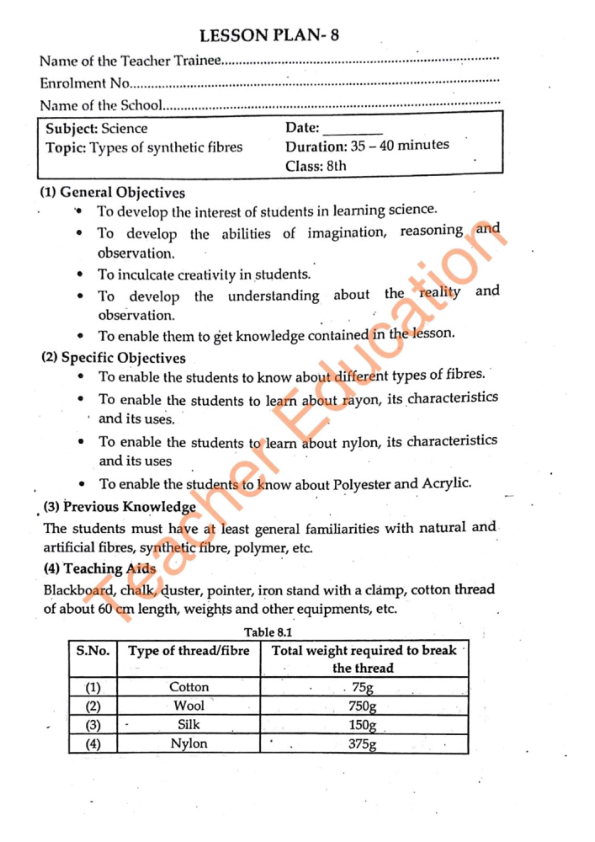 LESSON PLAN- 8
Name of the Teacher Trainee......................................................................
Enrolment No......................................................................................
Name of the School................................................................................
Subject: Science
Date: ________
Topic: Types of synthetic fibres
Duration: 35 – 40 minutes
Class: 8th
(1) General Objectives
• To develop the interest of students in learning science.
• To develop the abilities of imagination, reasoning and
observation.
• To inculcate creativity in students.
• To develop the understanding about the reality and
observation.
• To enable them to get knowledge contained in the lesson.
(2) Specific Objectives
• To enable the students to know about different types of fibres.
• To enable the students to learn about rayon, its characteristics
and its uses.
• To enable the students to learn about nylon, its characteristics
and its uses
• To enable the students to know about Polyester and Acrylic.
(3) Previous Knowledge
The students must have at least general familiarities with natural and
artificial fibres, synthetic fibre, polymer, etc.
(4) Teaching Aids
Blackboard, chalk, duster, pointer, iron stand with a clamp, cotton thread
of about 60 cm length, weights and other equipments, etc.
Table 8.1
S.No. Type of thread/fibre Total weight required to break
the thread
(1) Cotton 75g
(2) Wool 750g
(3) Silk 150g
(4) Nylon 375g
Teacher Education